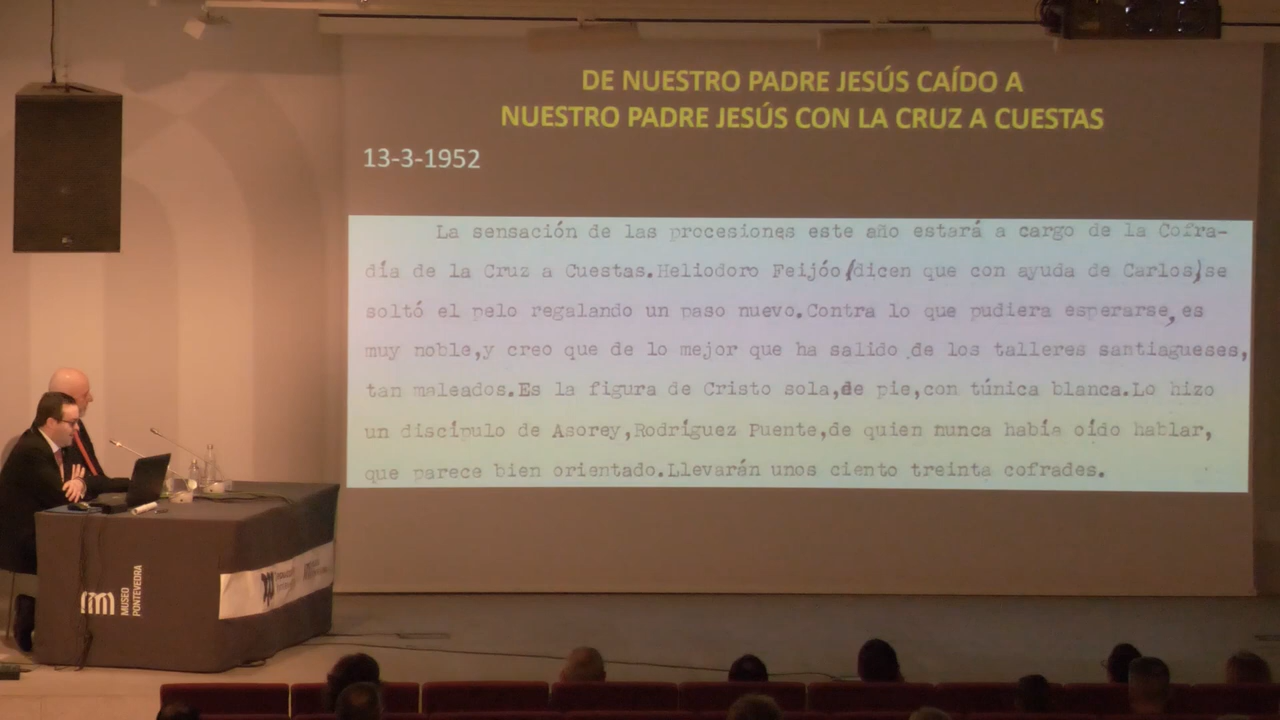 DE NUESTRO PADRE JESÚS CAÍDO A
NUESTRO PADRE JESÚS CON LA CRUZ A CUESTAS
13-3-1952
La sensación de las procesiones este año estará a cargo de la Cofra-
día de la Cruz a Cuestas.Heliodoro Feijóo(dicen que con ayuda de Carlos)se
soltó el pelo regalando un paso nuevo.Contra lo que pudiera esperarse,es
muy noble,y creo que de lo mejor que ha salido de los talleres santiagueses,
tan maleados.Es la figura de Cristo sola,de pie,con túnica blanca.Lo hizo
un discípulo de Asorey,Rodríguez Puente,de quien nunca había oído hablar,
que parece bien orientado.Llevarán unos ciento treinta cofrades.
MUSEO
PONTEVEDRA